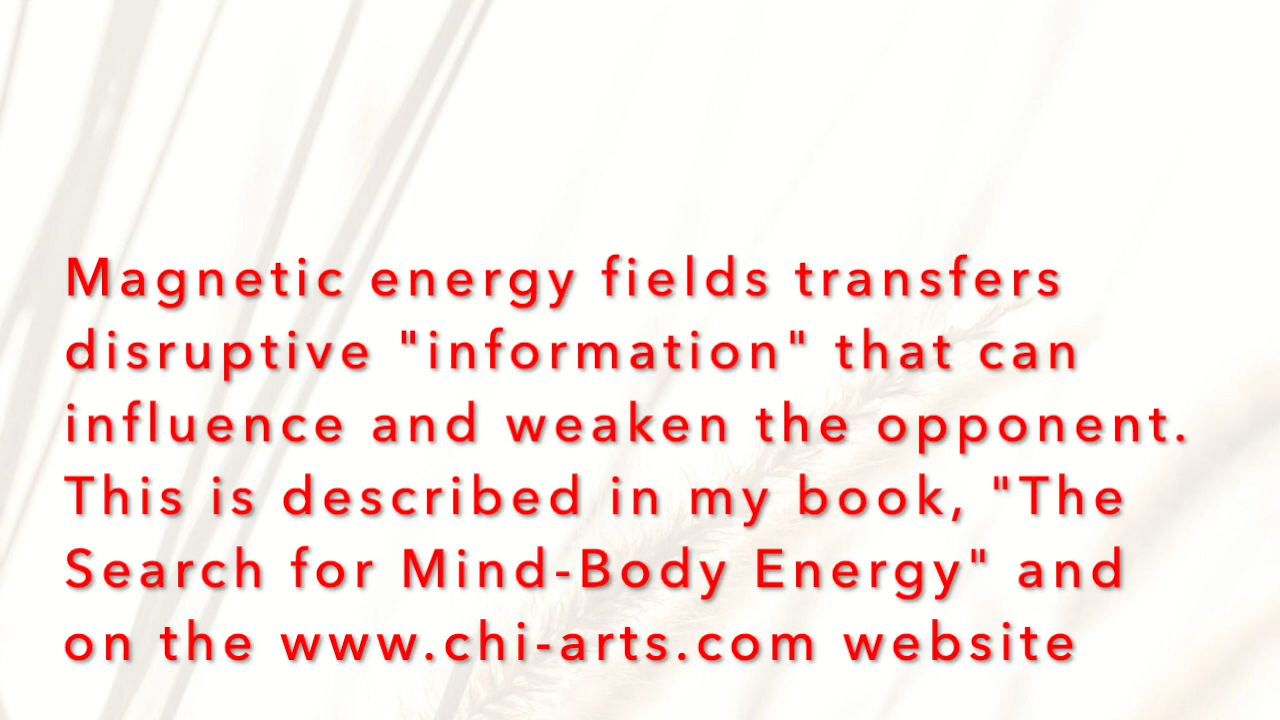 Magnetic energy fields transfers
disruptive "information" that can
influence and weaken the opponent.
This is described in my book, "The
Search for Mind-Body Energy" and
on the www.chi-arts.com website